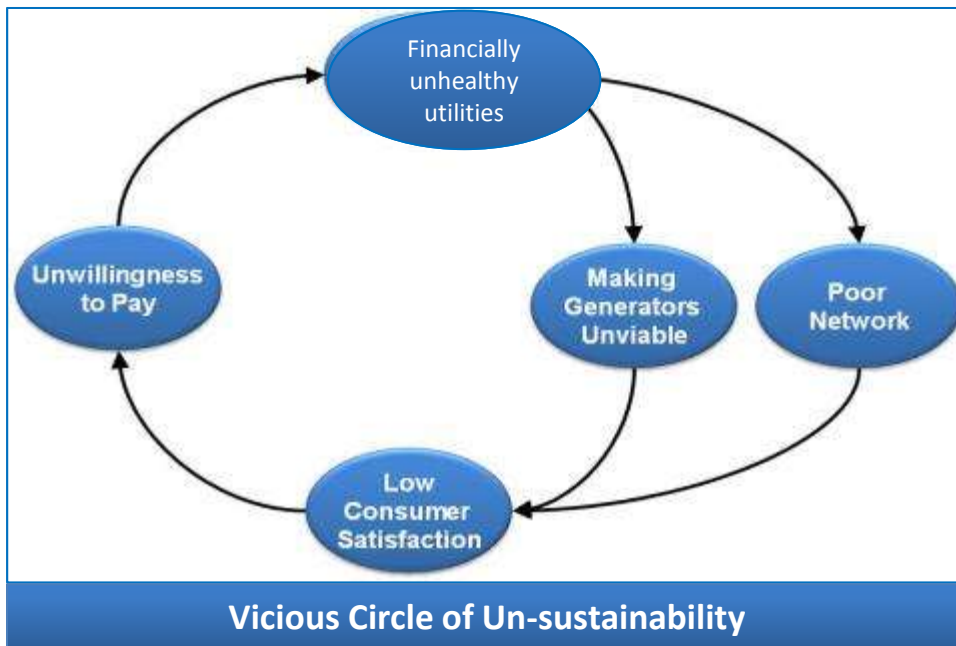 Financially
unhealthy
utilities
Unwillingness
to Pay
Making
Generators
Unviable
Poor
Network
Low
Consumer
Satisfaction
Vicious Circle of Un-sustainability